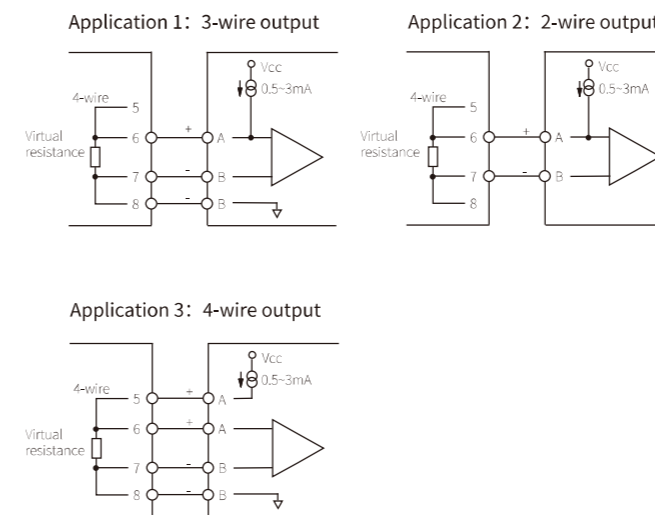 Application 1: 3-wire output
Vcc
0.5~3mA
4-wire
5
Virtual
resistance
6
+
A
7
-
B
8
-
B
Application 2: 2-wire output
Vcc
0.5~3mA
4-wire
5
Virtual
resistance
6
+
A
7
-
B
8
Application 3: 4-wire output
Vcc
0.5~3mA
4-wire
5
+
A
Virtual
resistance
6
+
A
7
-
B
8
-
B